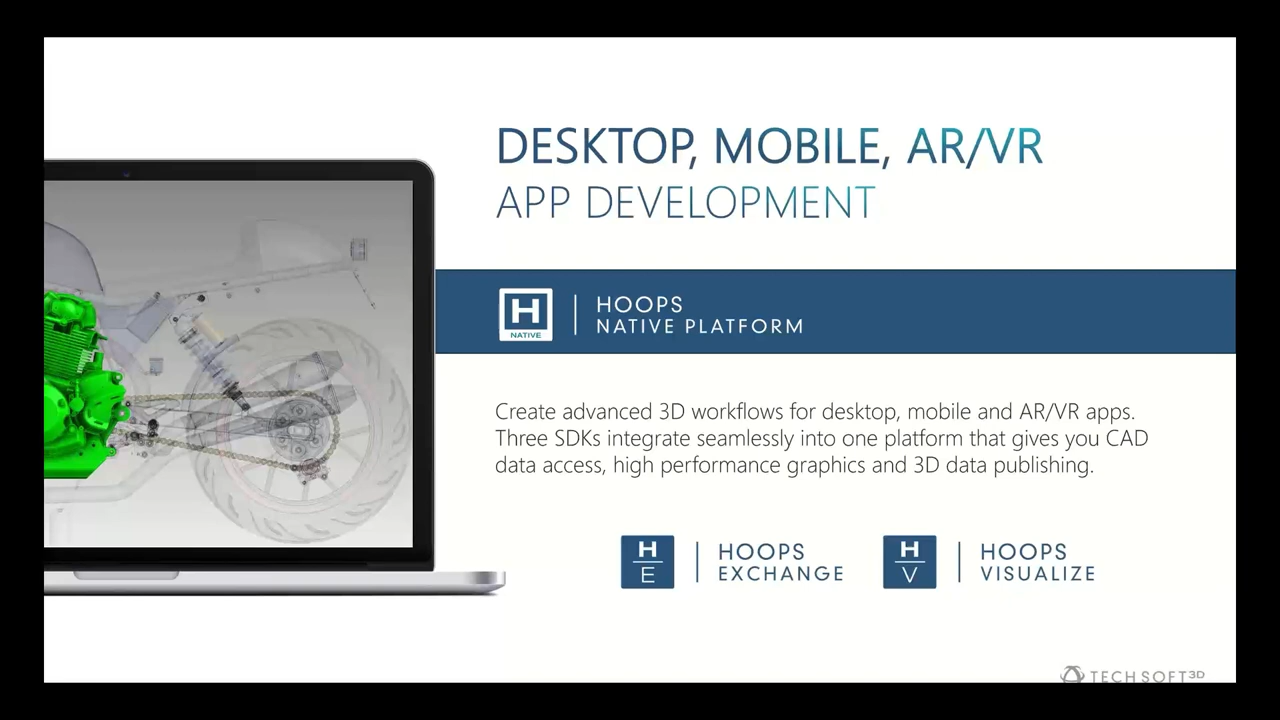 DESKTOP, MOBILE, AR/VR
APP DEVELOPMENT
H
NATIVE
HOOPS
NATIVE PLATFORM
Create advanced 3D workflows for desktop, mobile and AR/VR apps.
Three SDKs integrate seamlessly into one platform that gives you CAD
data access, high performance graphics and 3D data publishing.
H
E
HOOPS
EXCHANGE
H
V
HOOPS
VISUALIZE
TECH SOFT 3D